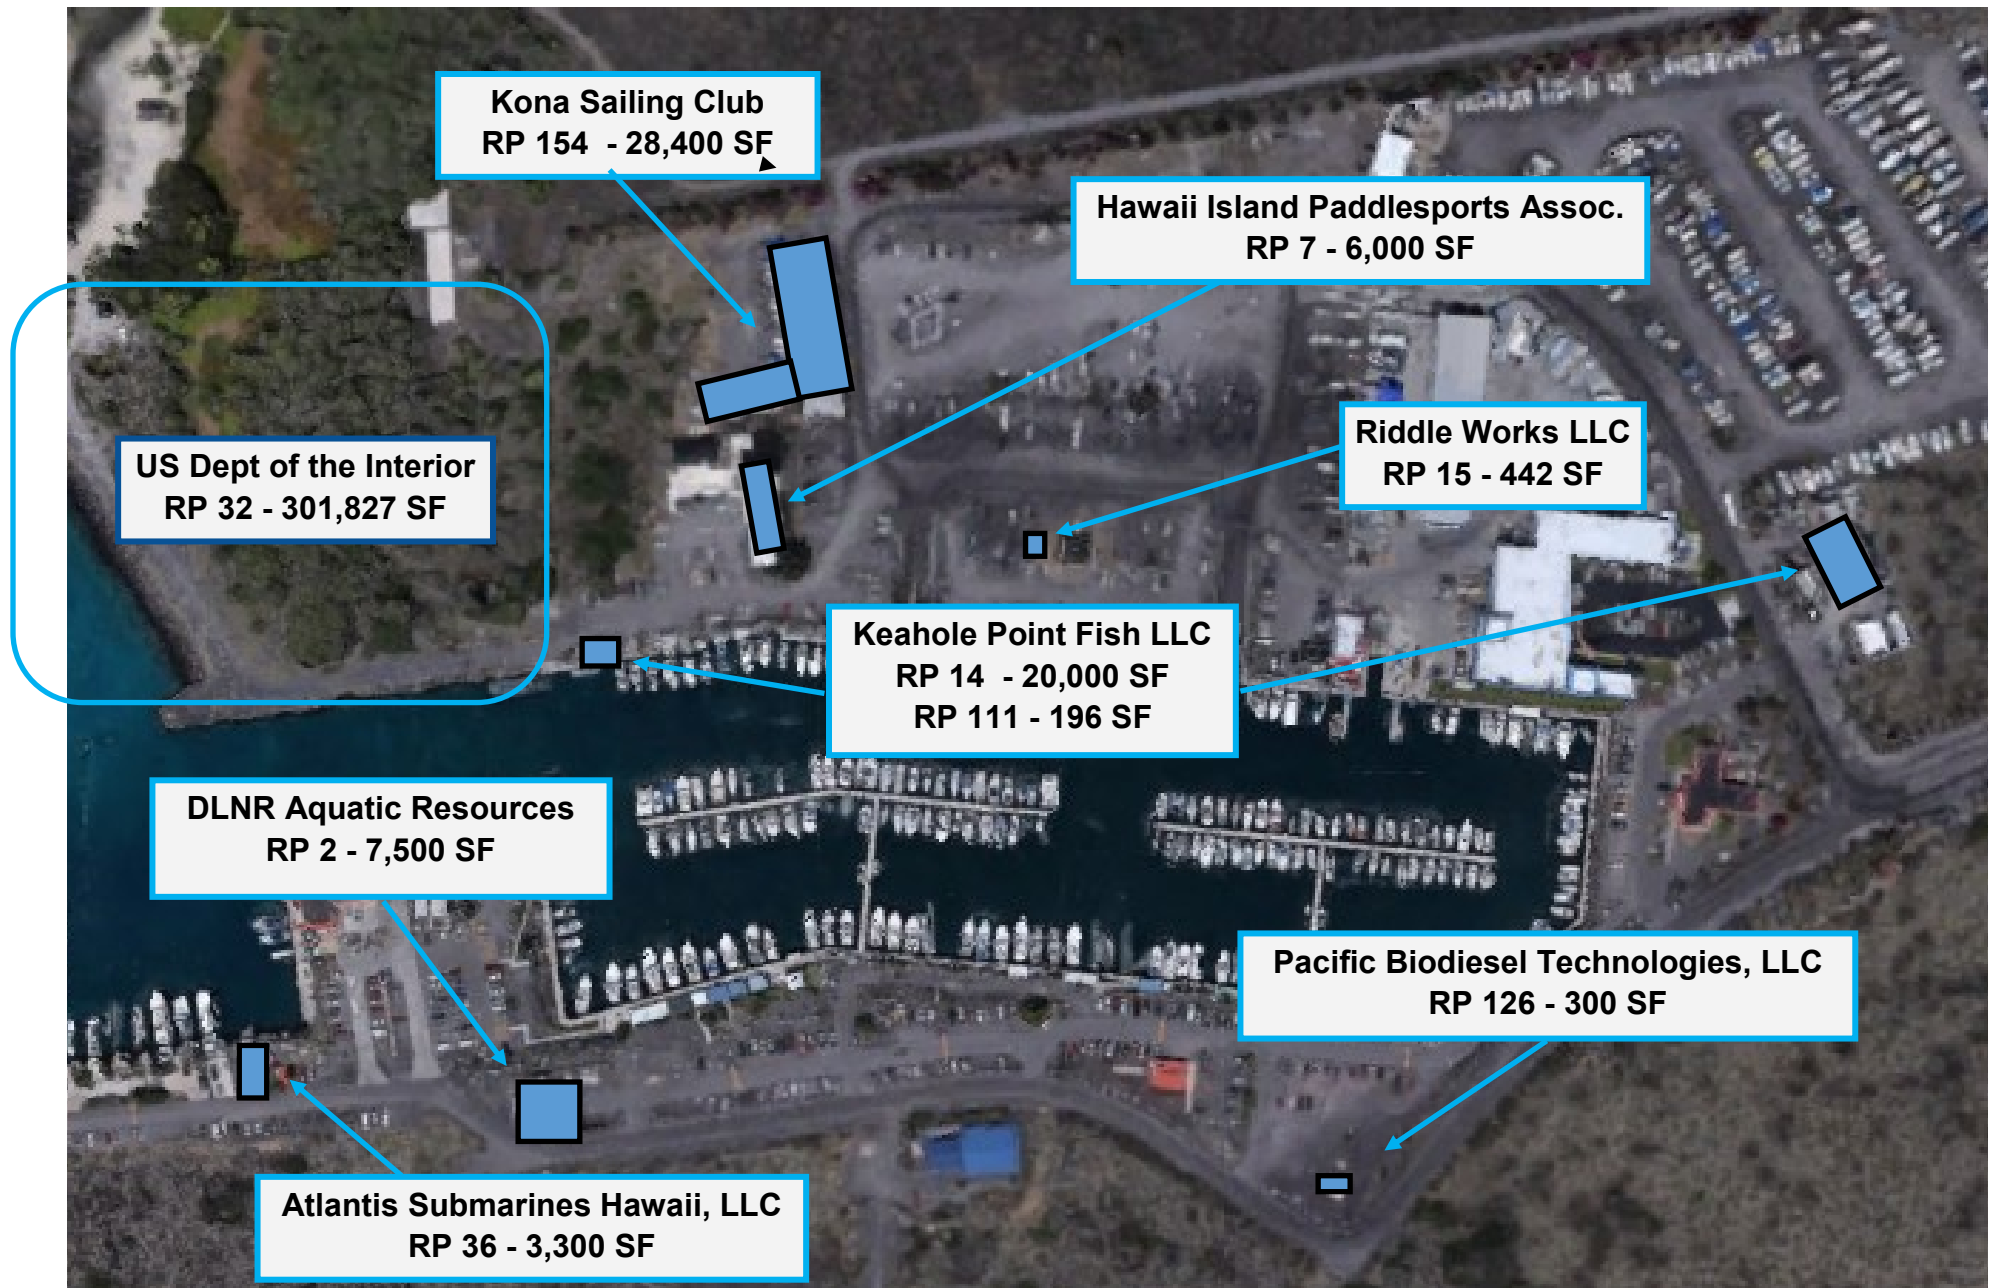 Kona Sailing Club
RP 154 - 28,400 SF
Hawaii Island Paddlesports Assoc.
RP 7 - 6,000 SF
Riddle Works LLC
RP 15 - 442 SF
US Dept of the Interior
RP 32 - 301,827 SF
Keahole Point Fish LLC
RP 14 - 20,000 SF
RP 111 - 196 SF
DLNR Aquatic Resources
RP 2 - 7,500 SF
Pacific Biodiesel Technologies, LLC
RP 126 - 300 SF
Atlantis Submarines Hawaii, LLC
RP 36 - 3,300 SF